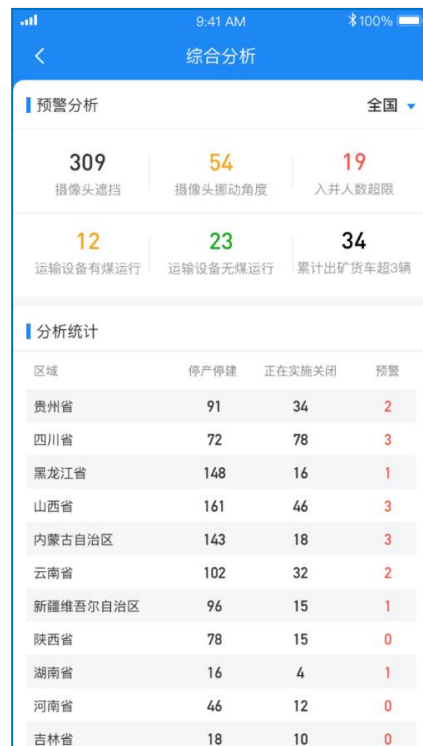 9:41 AM 100%
综合分析
预警分析 全国
309 54 19
摄像头遮挡 摄像头挪动角度 入井人数超限
12 23 34
运输设备有煤运行 运输设备无煤运行 累计出矿货车超3辆
分析统计
区域 停产停建 正在实施关闭 预警
贵州省 91 34 2
四川省 72 78 3
黑龙江省 148 16 1
山西省 161 46 3
内蒙古自治区 143 18 3
云南省 102 32 2
新疆维吾尔自治区 96 15 1
陕西省 78 15 0
湖南省 16 4 1
河南省 46 12 0
吉林省 18 10 0